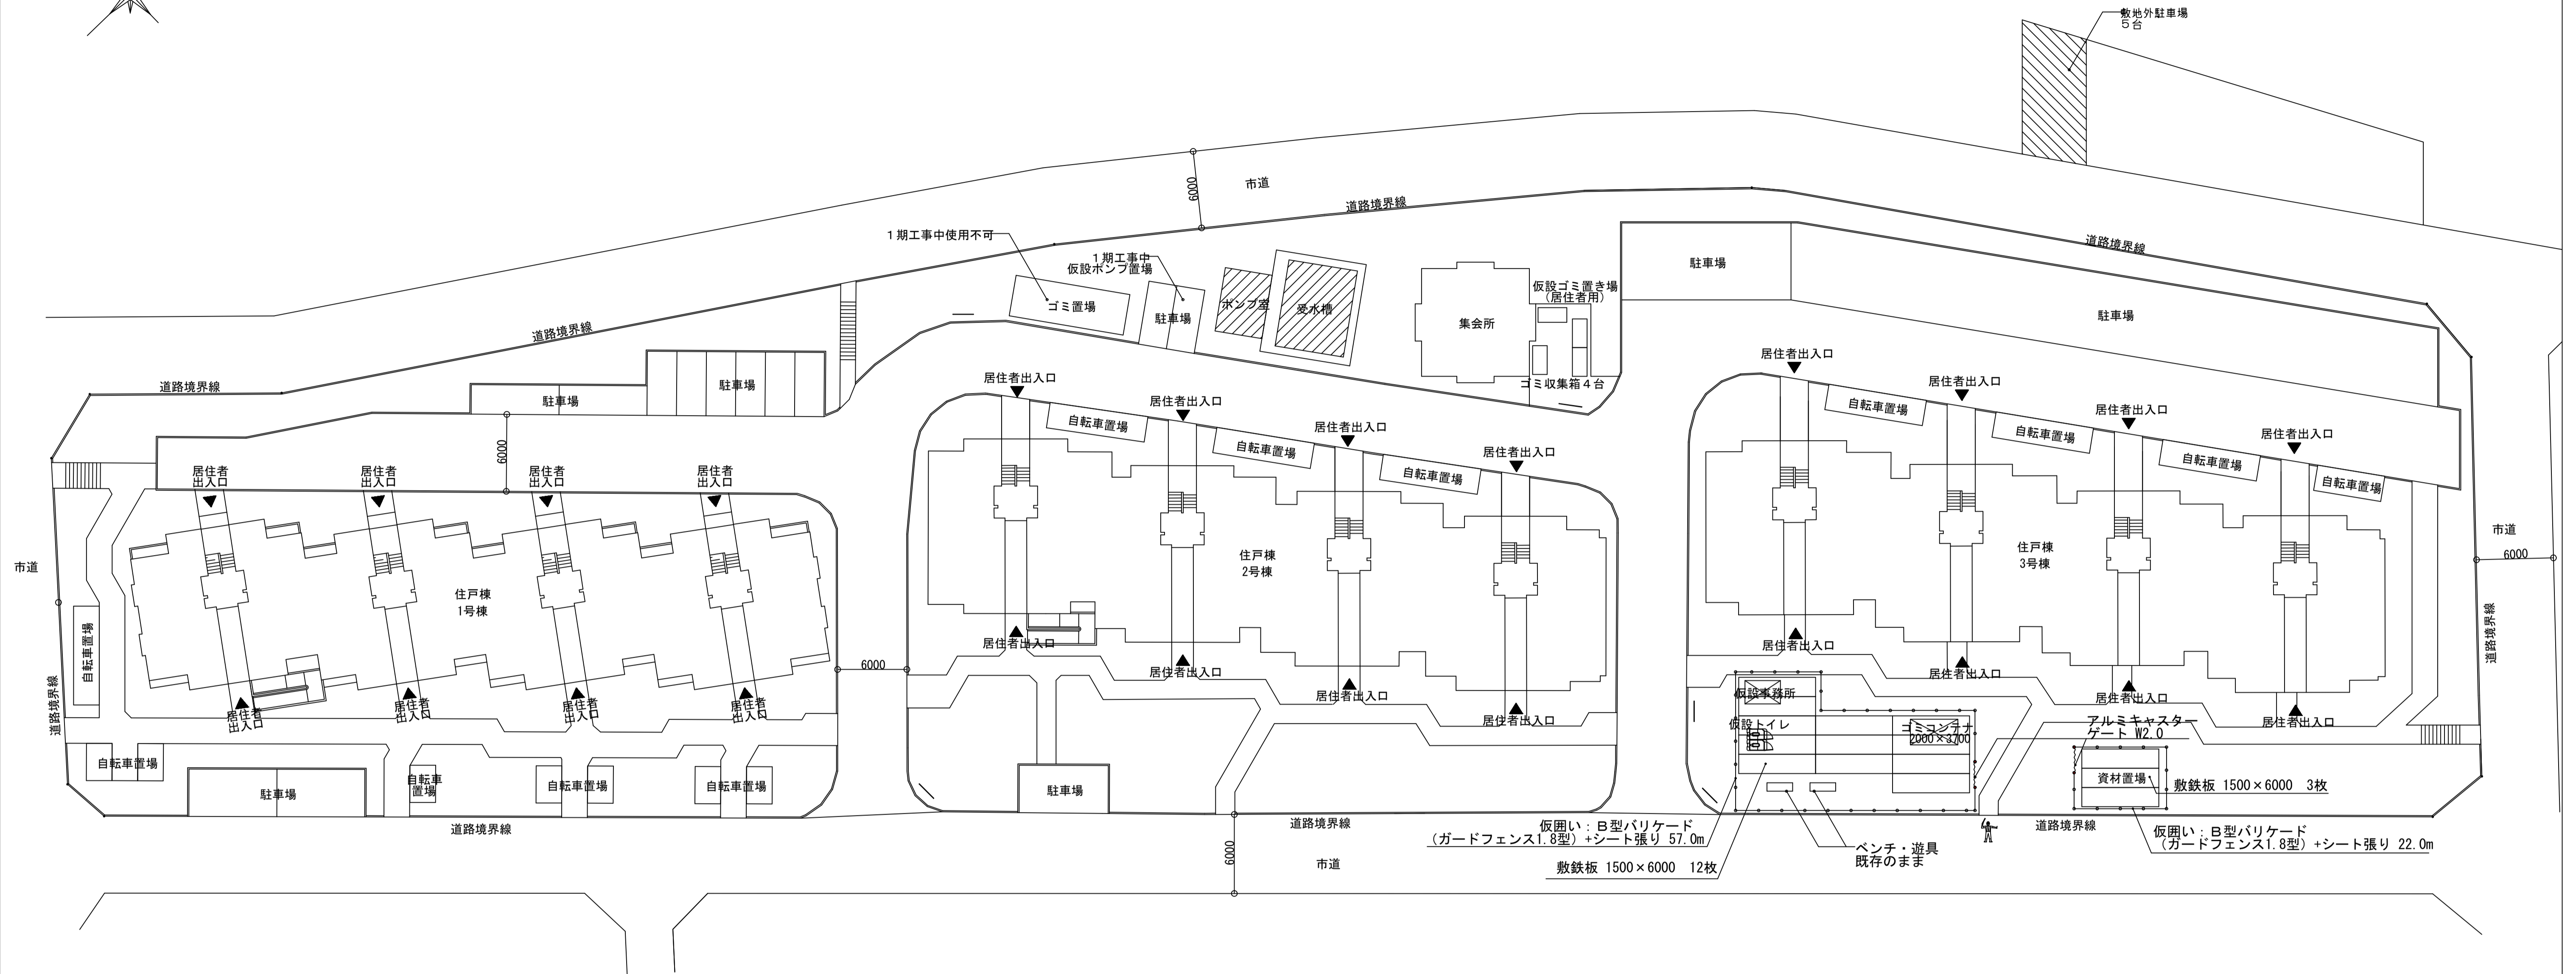 敷地外駐車場
５台
市道
6000
道路境界線
道路境界線
１期工事中使用不可
１期工事中
仮設ポンプ置場
ゴミ置場
駐車場
ポンプ室
受水槽
集会所
仮設ゴミ置き場
（居住者用）
ゴミ収集箱４台
駐車場
駐車場
道路境界線
道路境界線
駐車場
駐車場
6000
居住者
出入口
居住者
出入口
居住者
出入口
居住者
出入口
居住者出入口
自転車置場
居住者出入口
自転車置場
居住者出入口
自転車置場
居住者出入口
居住者出入口
自転車置場
居住者出入口
自転車置場
居住者出入口
自転車置場
居住者出入口
自転車置場
市道
住戸棟
1号棟
住戸棟
2号棟
住戸棟
3号棟
市道
6000
道路境界線
自転車置場
道路境界線
居住者
出入口
居住者
出入口
居住者
出入口
居住者
出入口
6000
居住者出入口
居住者出入口
居住者出入口
居住者出入口
居住者出入口
居住者出入口
居住者出入口
居住者出入口
自転車置場
駐車場
自転車
置場
自転車置場
自転車置場
駐車場
仮設事務所
仮設トイレ
ゴミコンテナ
2000×3700
アルミキャスター
ゲート W2.0
資材置場
敷鉄板 1500×6000　3枚
道路境界線
道路境界線
道路境界線
仮囲い：Ｂ型バリケード
（ガードフェンス1.8型）+シート張り 57.0m
敷鉄板 1500×6000　12枚
ベンチ・遊具
既存のまま
仮囲い：Ｂ型バリケード
（ガードフェンス1.8型）+シート張り 22.0m
6000
市道